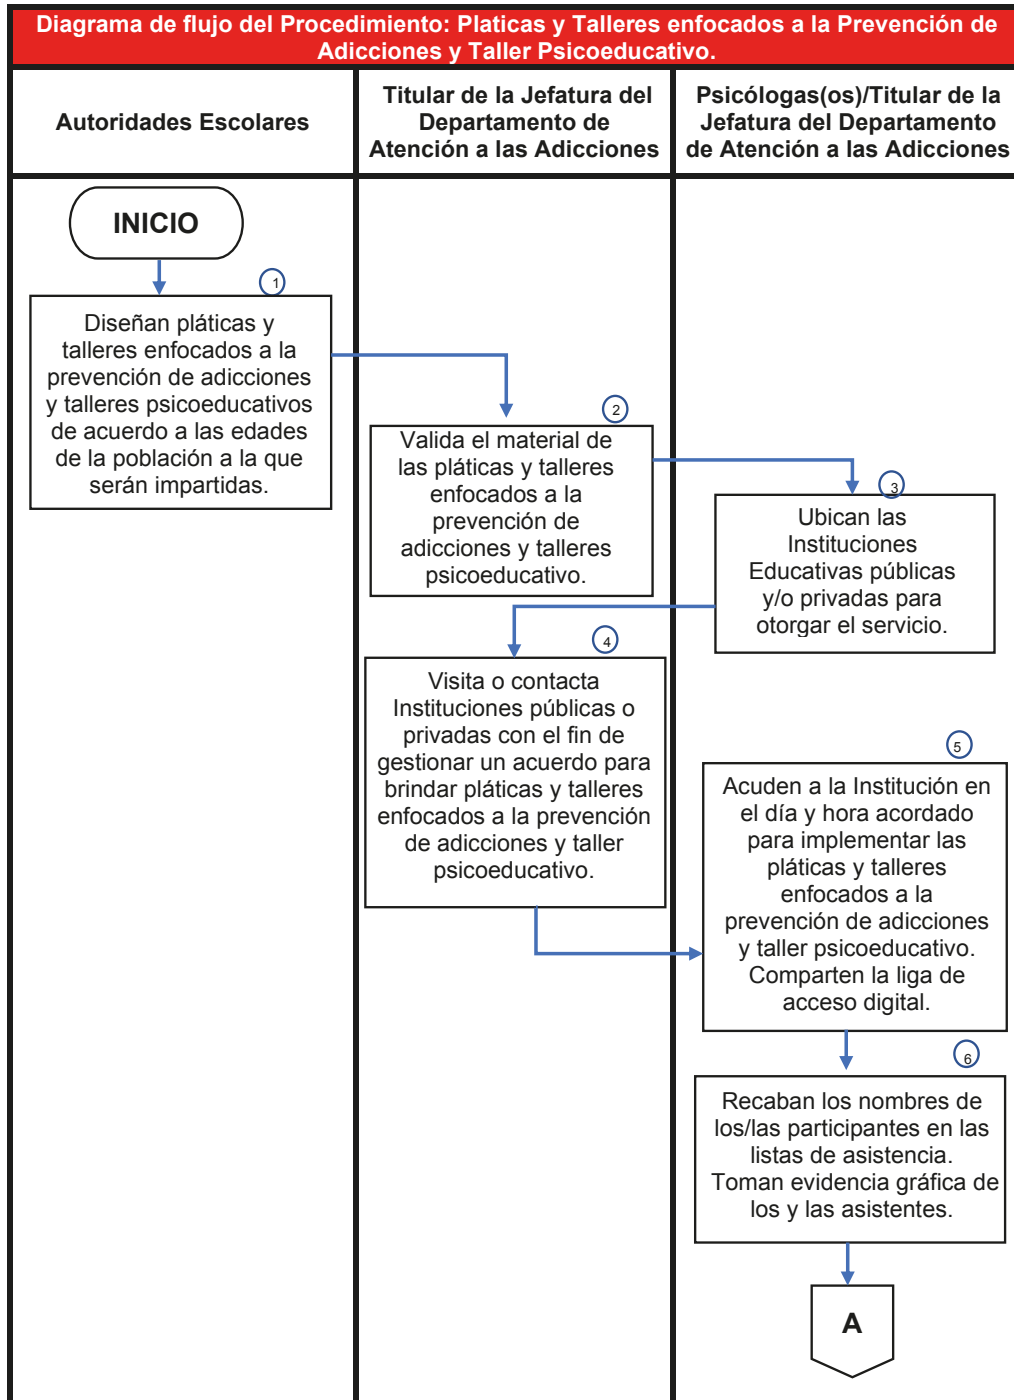 Diagrama de flujo del Procedimiento: Platicas y Talleres enfocados a la Prevención de
Adicciones y Taller Psicoeducativo.
Autoridades Escolares
Titular de la Jefatura del
Departamento de
Atención a las Adicciones
Psicólogas(os)/Titular de la
Jefatura del Departamento
de Atención a las Adicciones
INICIO
1
Diseñan pláticas y
talleres enfocados a la
prevención de adicciones
y talleres psicoeducativos
de acuerdo a las edades
de la población a la que
serán impartidas.
2
Valida el material de
las pláticas y talleres
enfocados a la
prevención de
adicciones y talleres
psicoeducativo.
3
Ubican las
Instituciones
Educativas públicas
y/o privadas para
otorgar el servicio.
4
Visita o contacta
Instituciones públicas o
privadas con el fin de
gestionar un acuerdo para
brindar pláticas y talleres
enfocados a la prevención
de adicciones y taller
psicoeducativo.
5
Acuden a la Institución en
el día y hora acordado
para implementar las
pláticas y talleres
enfocados a la
prevención de adicciones
y taller psicoeducativo.
Comparten la liga de
acceso digital.
6
Recaban los nombres de
los/las participantes en las
listas de asistencia.
Toman evidencia gráfica de
los y las asistentes.
A